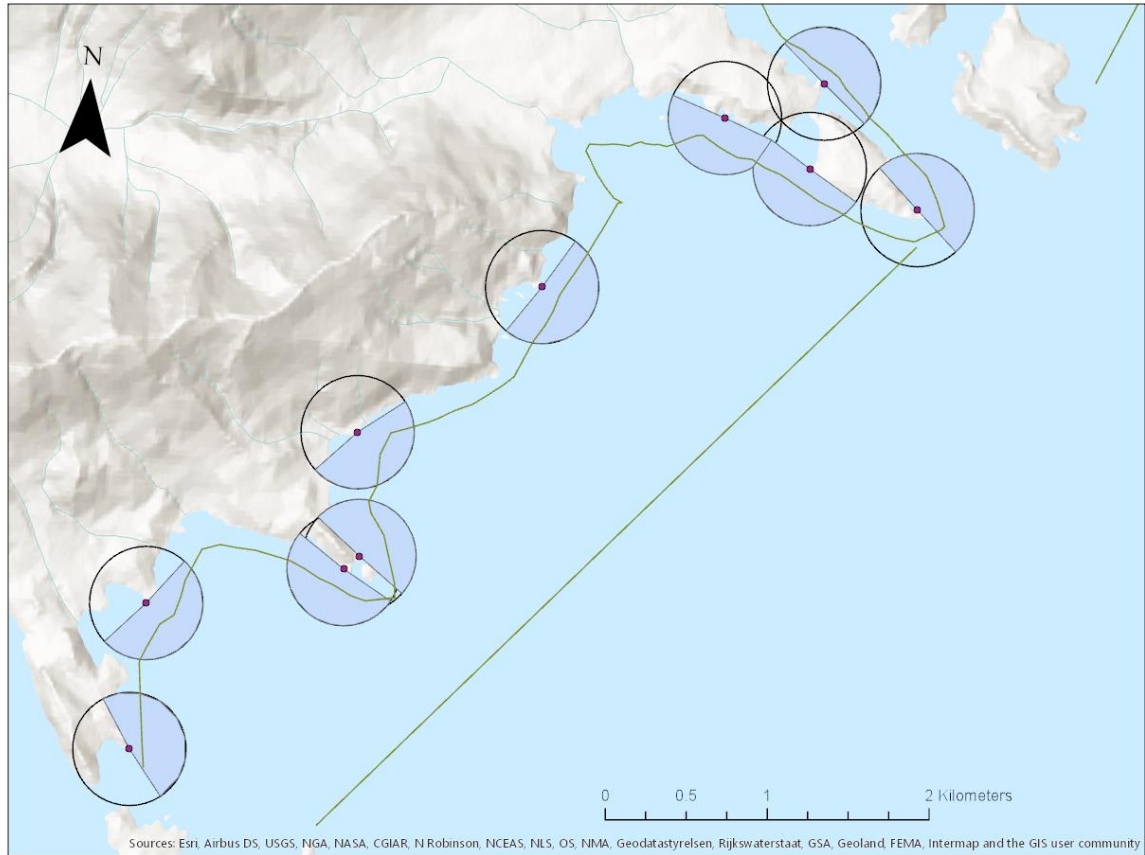 N
0 0.5 1 2 Kilometers
Sources: Esri, Airbus DS, USGS, NGA, NASA, CGIAR, N Robinson, NCEAS, NLS, OS, NMA, Geodatastyrelsen, Rijkswaterstaat, GSA, Geoland, FEMA, Intermap and the GIS user community